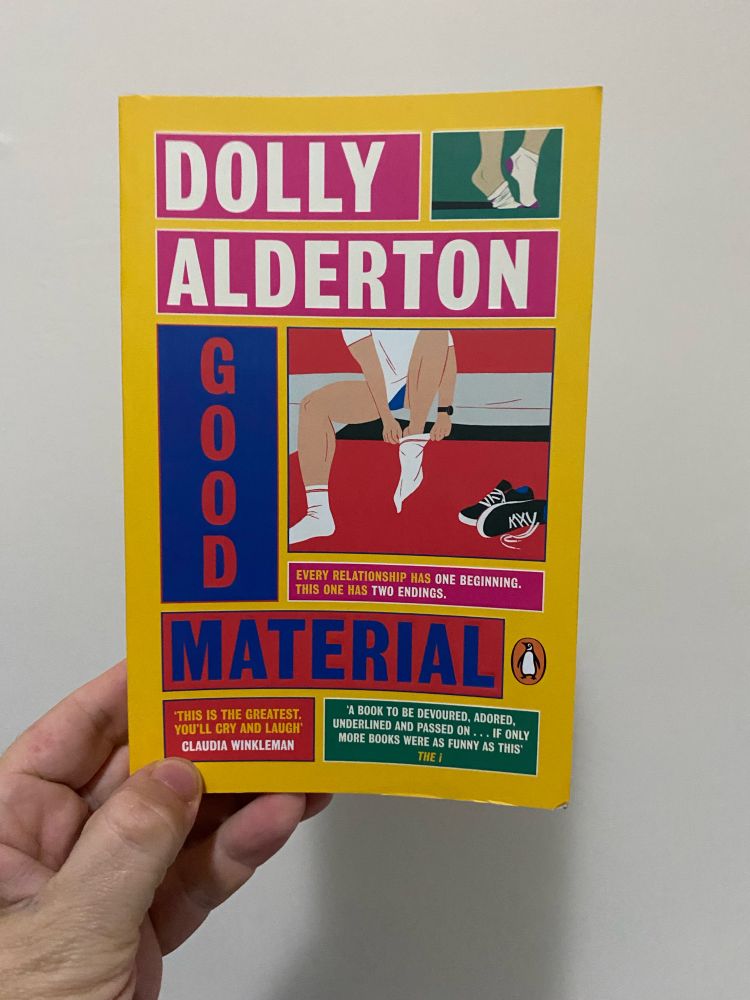 DOLLY
ALDERTON
GOOD
EVERY RELATIONSHIP HAS ONE BEGINNING.
THIS ONE HAS TWO ENDINGS.
MATERIAL
'THIS IS THE GREATEST.
YOU'LL CRY AND LAUGH'
CLAUDIA WINKLEMAN
'A BOOK TO BE DEVOURED, ADORED,
UNDERLINED AND PASSED ON . . . IF ONLY
MORE BOOKS WERE AS FUNNY AS THIS'
THE i